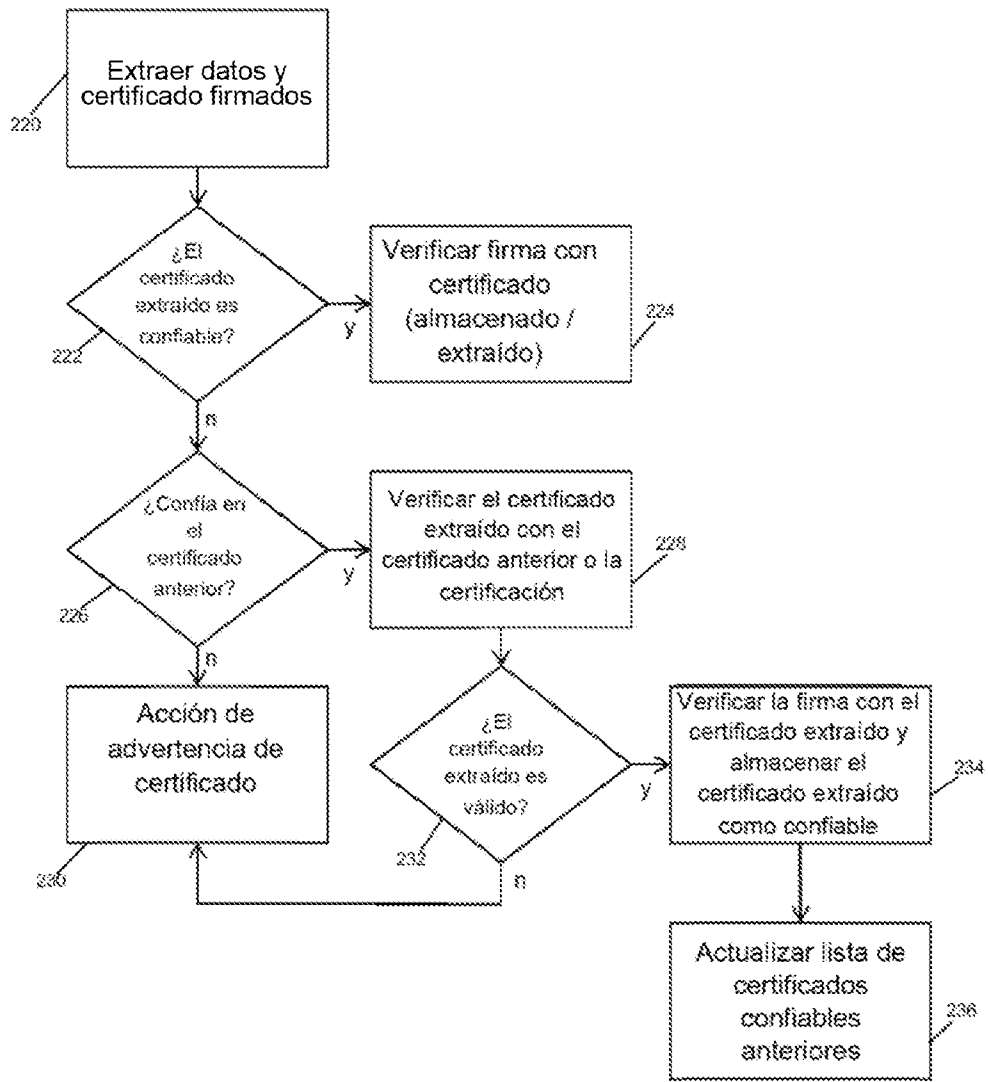 Extraer datos y
certificado firmados
220
¿El
certificado
extraído es
confiable?
222
y
n
Verificar firma con
certificado
(almacenado /
extraído)
224
¿Confía en
el
certificado
anterior?
226
y
n
Verificar el certificado
extraído con el
certificado anterior o la
certificación
228
Acción de
advertencia de
certificado
230
¿El
certificado
extraído es
válido?
232
y
n
Verificar la firma con el
certificado extraído y
almacenar el
certificado extraído
como confiable
234
Actualizar lista de
certificados
confiables
anteriores
236